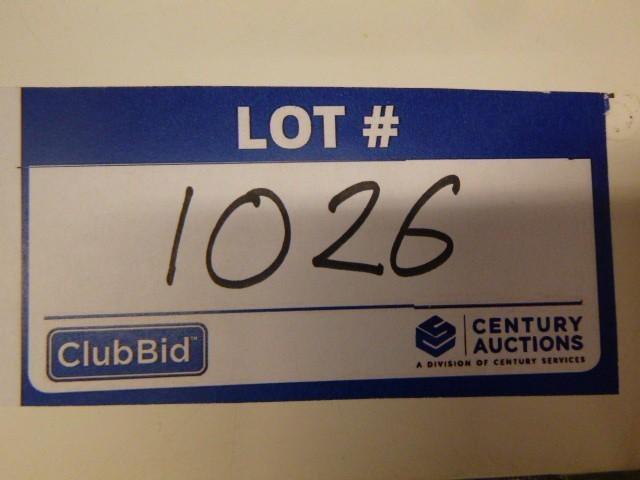 LOT #
1026
ClubBid™
CENTURY
AUCTIONS
A DIVISION OF CENTURY SERVICES